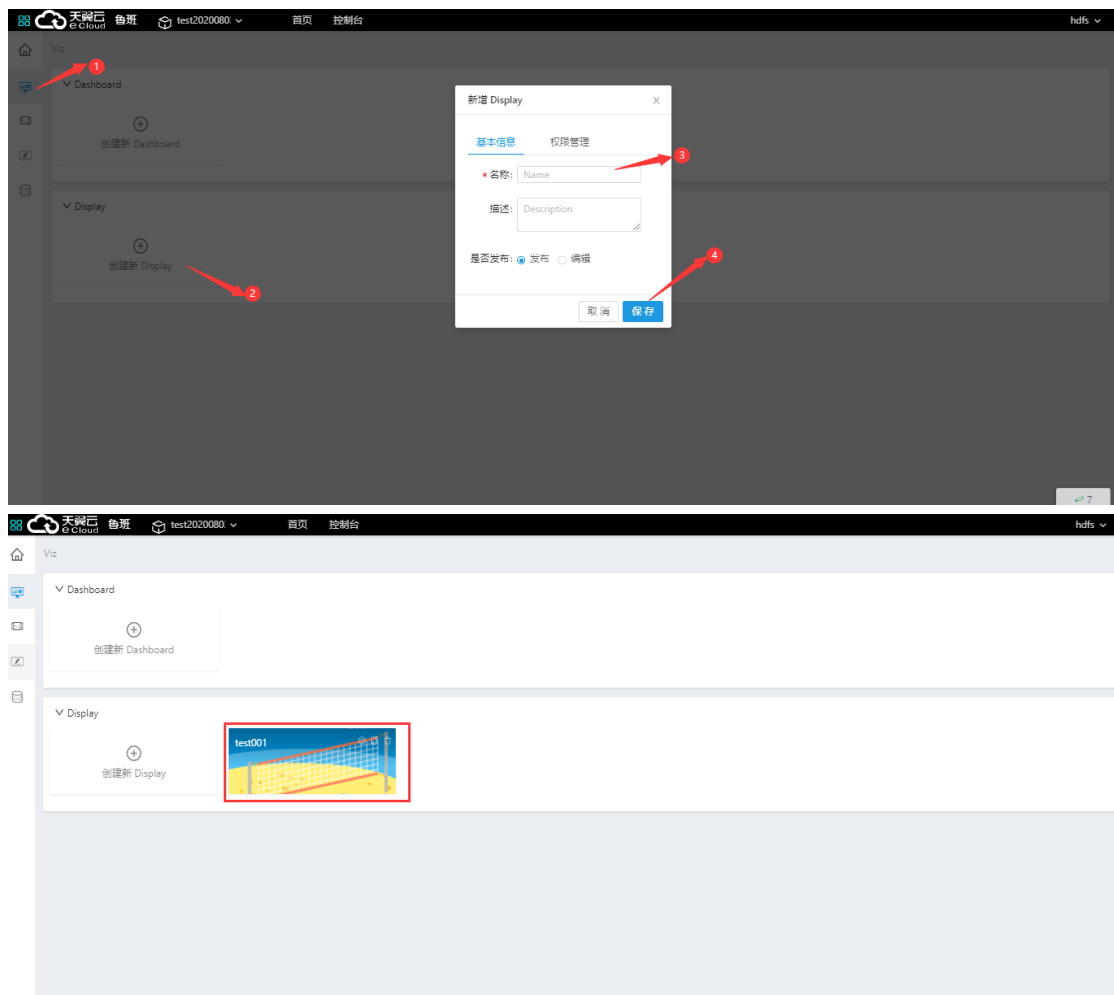 天翼云 e Cloud 鲁班 test2020080: 首页 控制台 hdfs
Viz
1
Dashboard
创建新 Dashboard
Display
创建新 Display
2
新增 Display
基本信息 权限管理
3
* 名称: Name
描述: Description
是否发布: 发布 编辑
4
取 消 保 存
7
天翼云 e Cloud 鲁班 test2020080: 首页 控制台 hdfs
Viz
Dashboard
创建新 Dashboard
Display
test001
创建新 Display